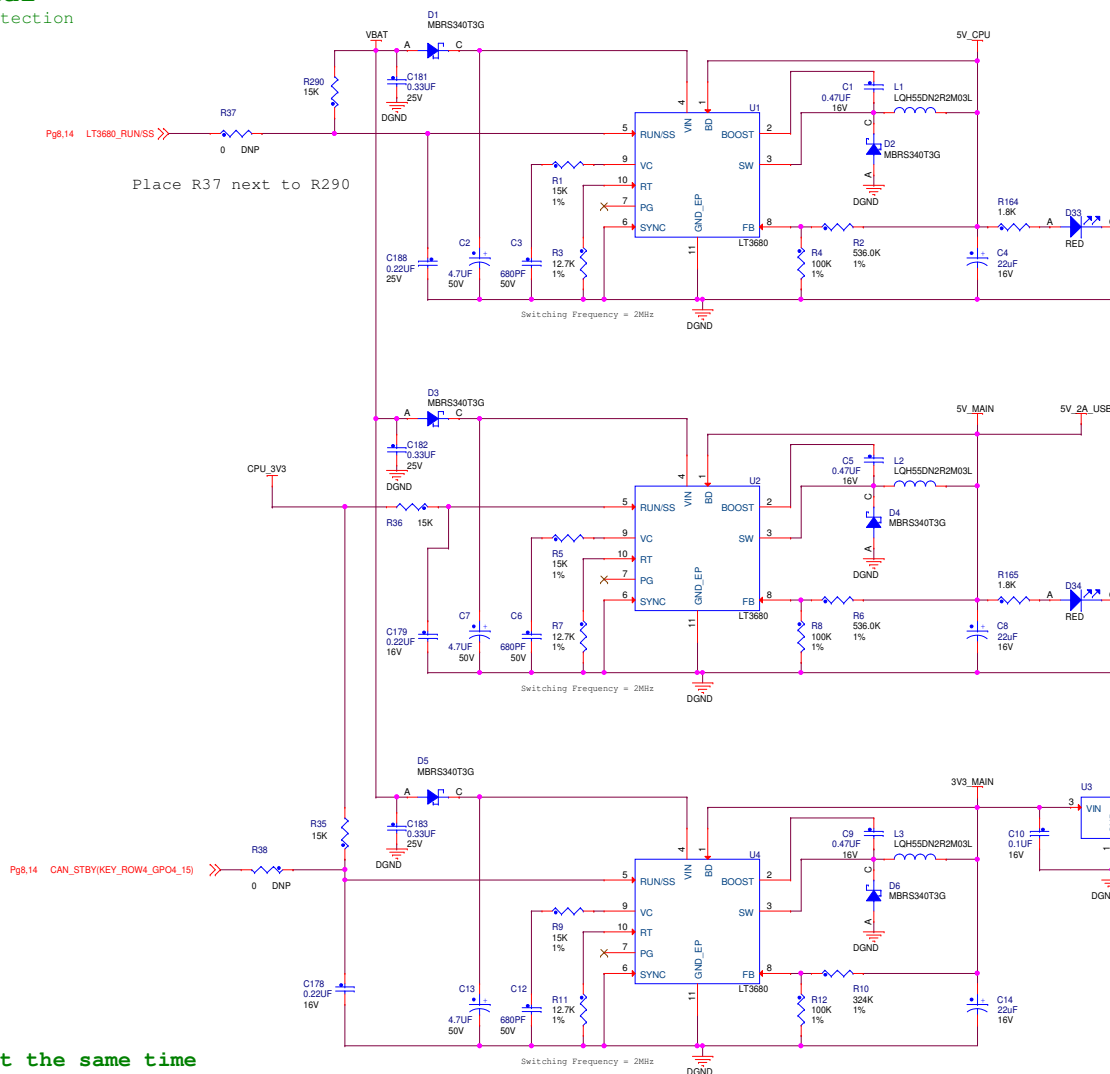 tection
D1
MBRS340T3G
VBAT
A
C
5V_CPU
R290
15K
C181
0.33UF
25V
DGND
C1
0.47UF
16V
L1
LQH55DN2R2M03L
R37
0 DNP
Pg8,14 LT3680_RUN/SS
Place R37 next to R290
U1
4
1
VIN
BD
5
RUN/SS
BOOST
2
9
VC
SW
3
10
RT
7
PG
6
SYNC
GND_EP
FB
8
11
LT3680
C
D2
MBRS340T3G
A
DGND
R1
15K
1%
R164
1.8K
A
D33
RED
C188
0.22UF
25V
C2
4.7UF
50V
C3
680PF
50V
R3
12.7K
1%
R4
100K
1%
R2
536.0K
1%
C4
22uF
16V
Switching Frequency = 2MHz
DGND
D3
MBRS340T3G
A
C
5V_MAIN
5V_2A_USB
C182
0.33UF
25V
DGND
CPU_3V3
R36 15K
C5
0.47UF
16V
L2
LQH55DN2R2M03L
U2
4
1
VIN
BD
5
RUN/SS
BOOST
2
9
VC
SW
3
10
RT
7
PG
6
SYNC
GND_EP
FB
8
11
LT3680
C
D4
MBRS340T3G
A
DGND
R5
15K
1%
R165
1.8K
A
D34
RED
C179
0.22UF
16V
C7
4.7UF
50V
C6
680PF
50V
R7
12.7K
1%
R8
100K
1%
R6
536.0K
1%
C8
22uF
16V
Switching Frequency = 2MHz
DGND
D5
MBRS340T3G
A
C
3V3_MAIN
U3
3
VIN
1
R35
15K
C183
0.33UF
25V
DGND
C9
0.47UF
16V
L3
LQH55DN2R2M03L
C10
0.1UF
16V
R38
0 DNP
Pg8,14 CAN_STBY(KEY_ROW4_GPO4_15)
U4
4
1
VIN
BD
5
RUN/SS
BOOST
2
9
VC
SW
3
10
RT
7
PG
6
SYNC
GND_EP
FB
8
11
LT3680
C
D6
MBRS340T3G
A
DGND
R9
15K
1%
C178
0.22UF
16V
C13
4.7UF
50V
C12
680PF
50V
R11
12.7K
1%
R12
100K
1%
R10
324K
1%
C14
22uF
16V
Switching Frequency = 2MHz
DGND
t the same time